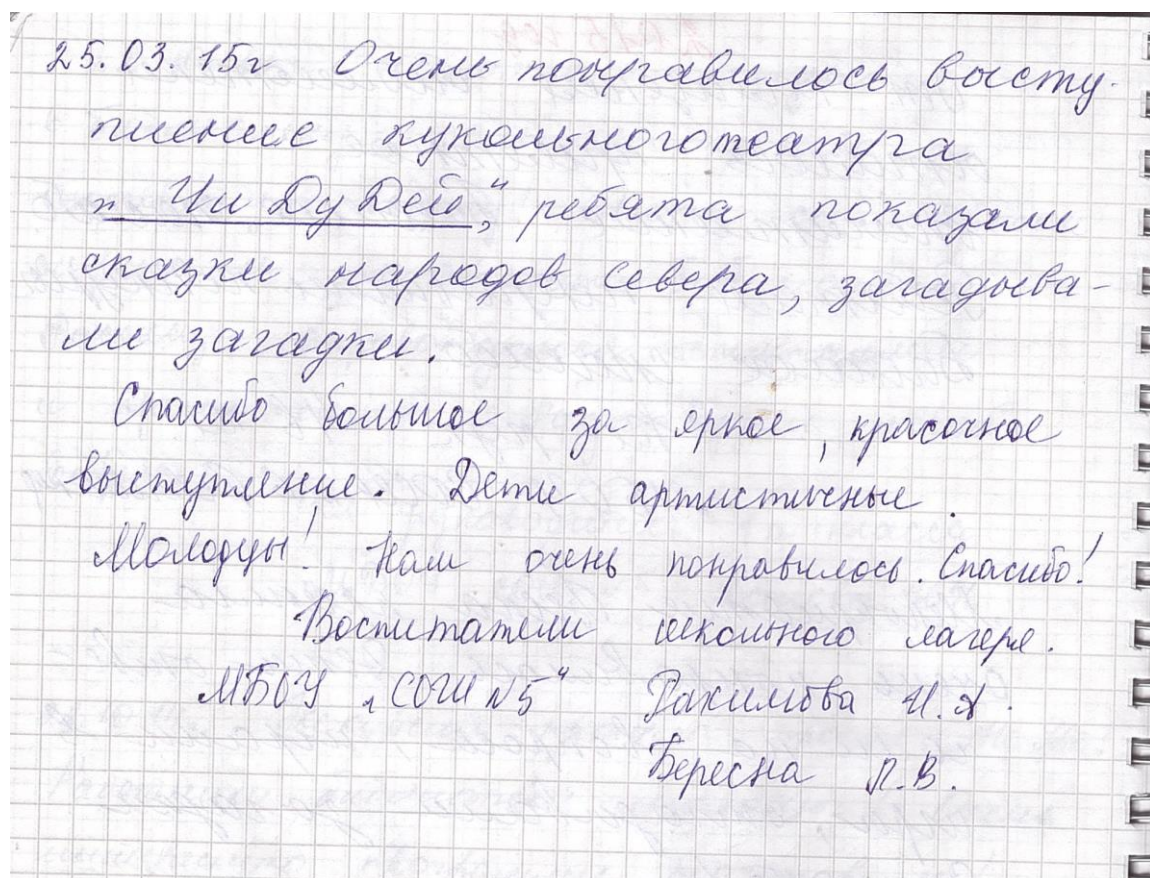 25.03.15г Очень понравилось высту-
пление кукольного театра
„Чи Ду Дей“, ребята показали
сказки народов Севера, загадыва-
ли загадки.
Спасибо большое за яркое, красочное
выступление. Дети артистичные.
Молодцы! Нам очень понравилось. Спасибо!
Воспитатели школьного лагеря.
МБОУ „СОШ №5“ Рахимова И.А.
Бересна Л.В.